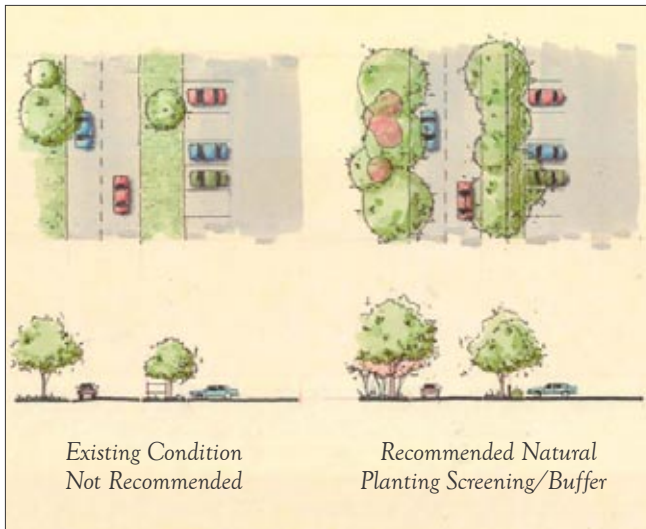 Existing Condition
Not Recommended
Recommended Natural
Planting Screening/Buffer